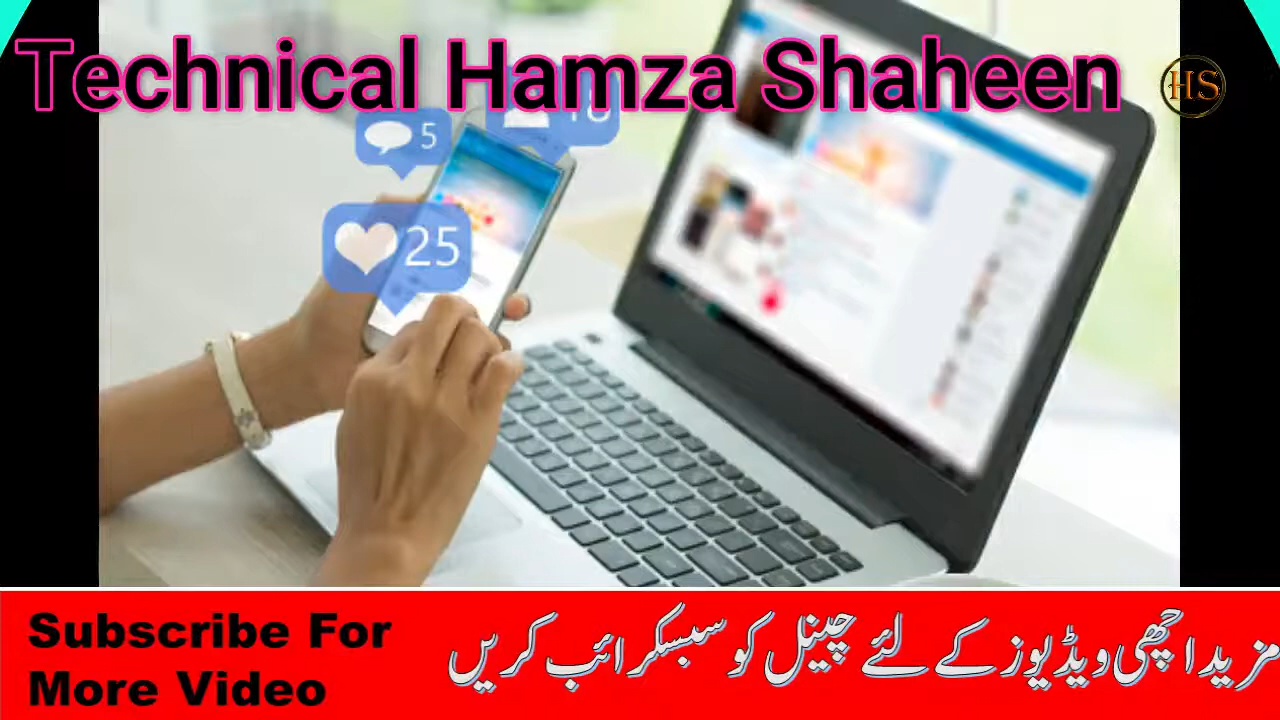 Technical Hamza Shaheen
HS
5
25
Subscribe For
More Video
مزید اچھی ویڈیوز کے لئے چینل کو سبسکرائب کریں